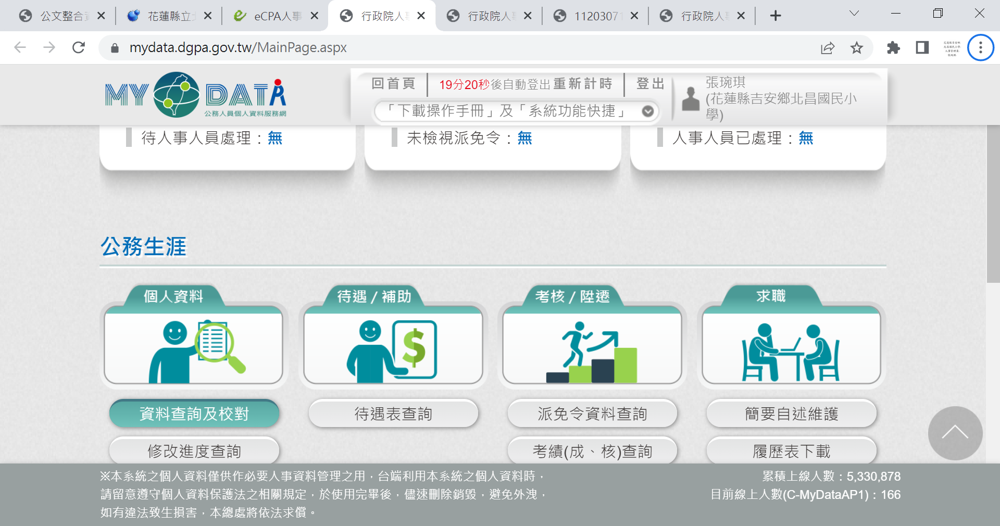 公文整合
花蓮縣立
eCPA人事
行政院人
行政院人
11203071
行政院人
mydata.dgpa.gov.tw/MainPage.aspx
MY DATA
公務人員個人資料服務網
回首頁
19分20秒後自動登出 重新計時
登出
「下載操作手冊」及「系統功能快捷」
張琬琪
(花蓮縣吉安鄉北昌國民小
學)
待人事人員處理：無
未檢視派免令：無
人事人員已處理：無
公務生涯
個人資料
待遇 / 補助
考核 / 陞遷
求職
資料查詢及校對
待遇表查詢
派免令資料查詢
簡要自述維護
修改進度查詢
考績(成、核)查詢
履歷表下載
※本系統之個人資料僅供作必要人事資料管理之用，台端利用本系統之個人資料時，
請留意遵守個人資料保護法之相關規定，於使用完畢後，儘速刪除銷毀，避免外洩，
如有違法致生損害，本總處將依法求償。
累積上線人數：5,330,878
目前線上人數(C-MyDataAP1)：166